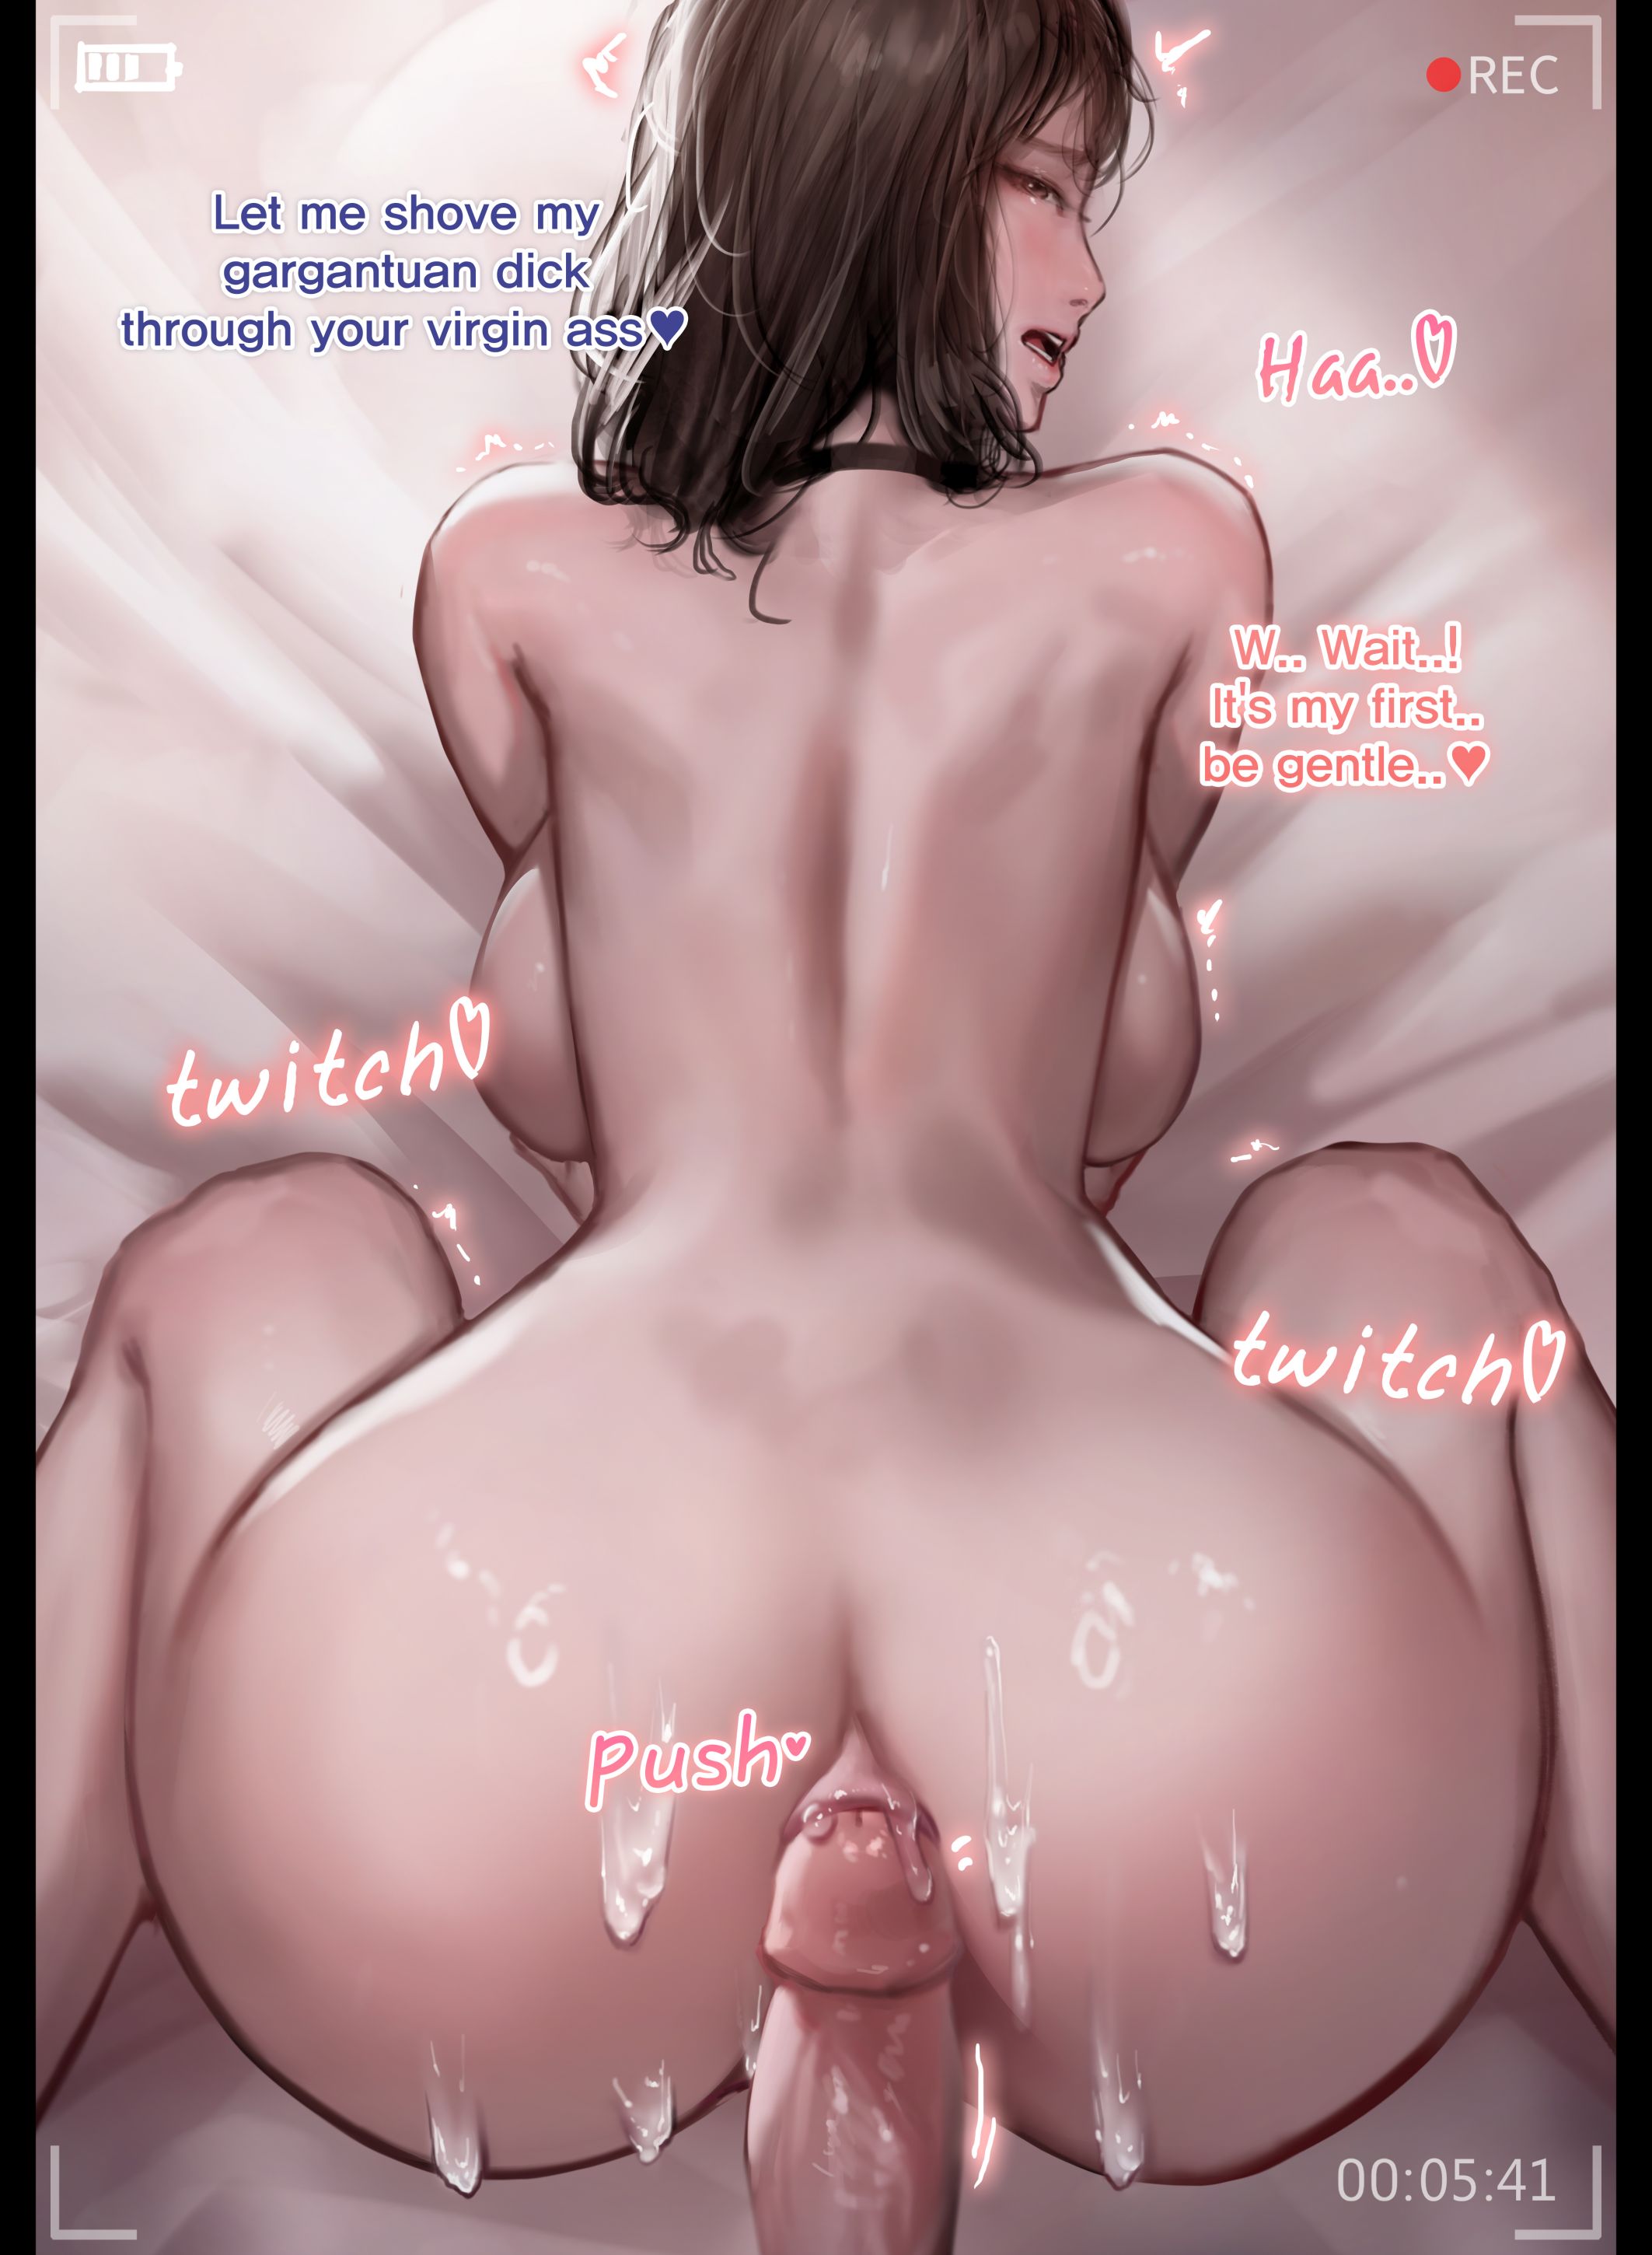 REC
Let me shove my
gargantuan dick
through your virgin ass♥
Haa..♡
W.. Wait..!
It's my first..
be gentle..♥
twitch♡
twitch♡
Push♥
00:05:41